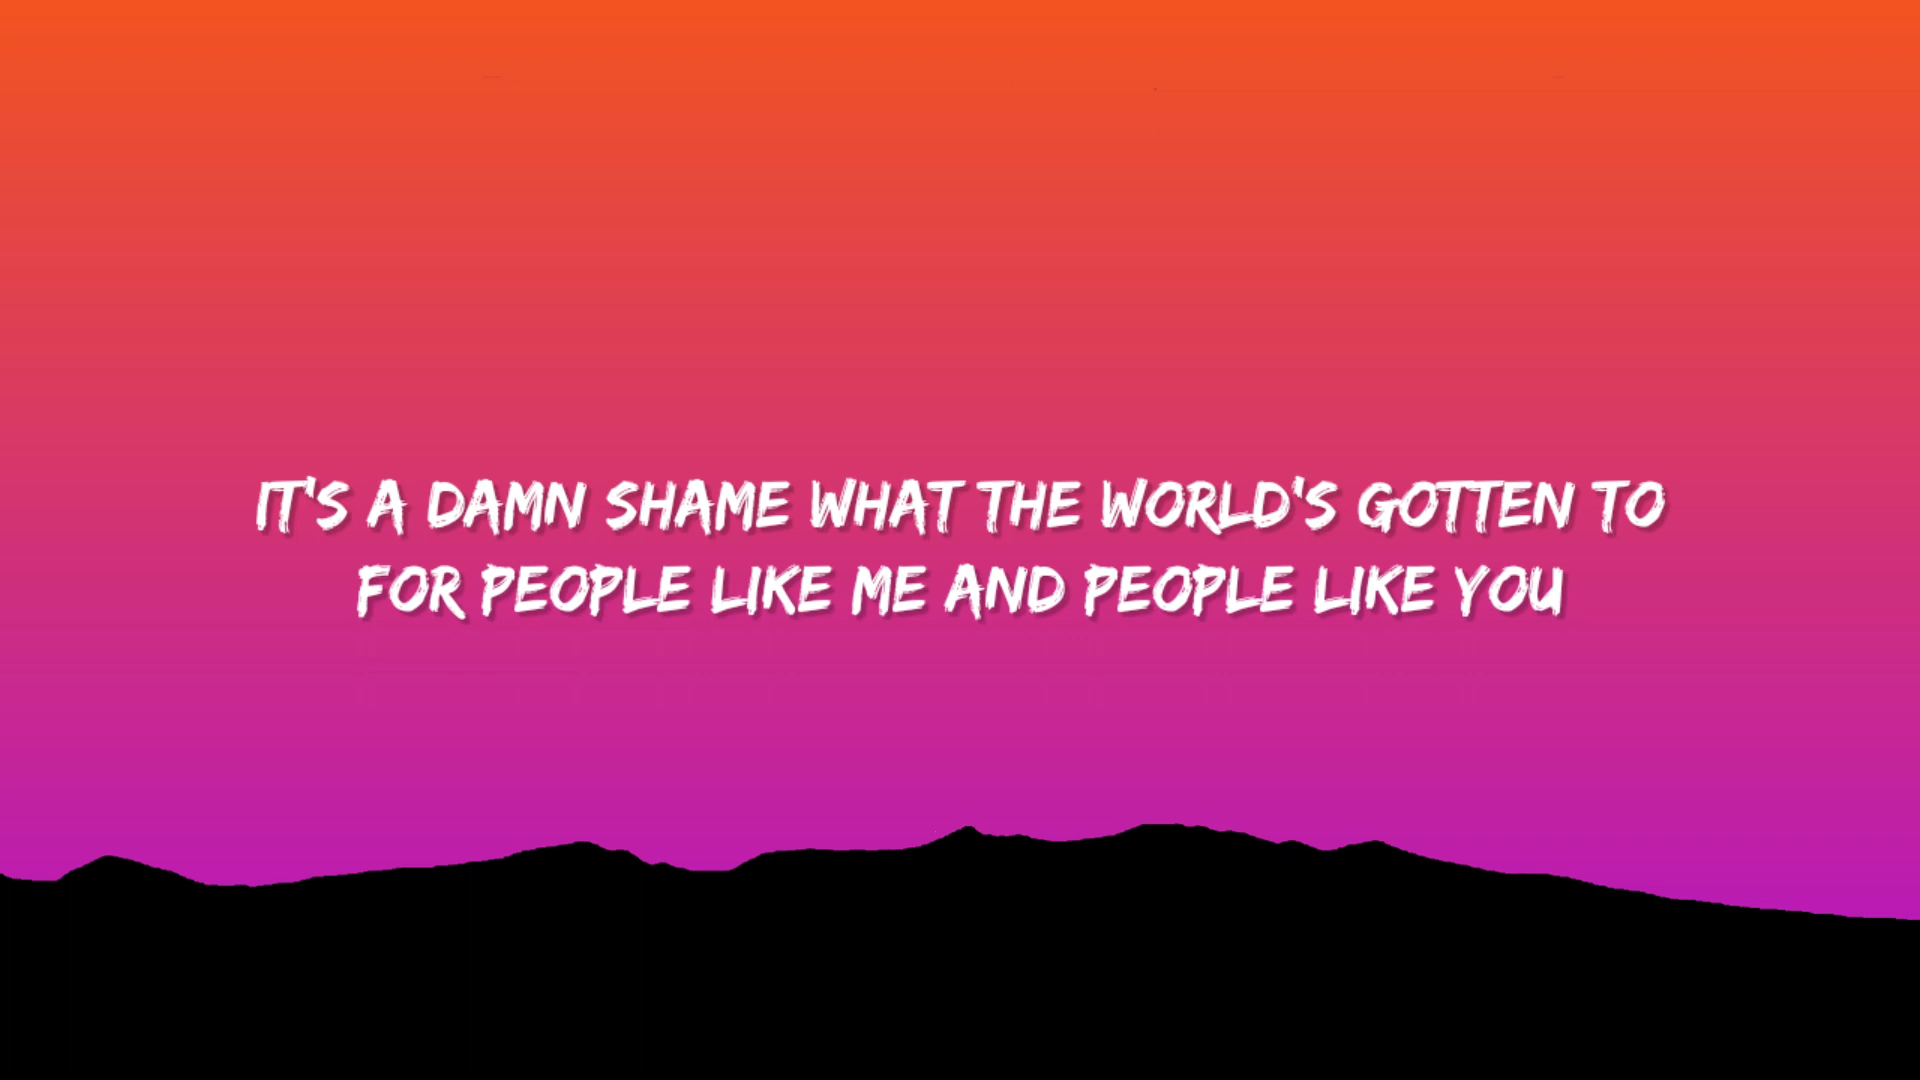 IT'S A DAMN SHAME WHAT THE WORLD'S GOTTEN TO
FOR PEOPLE LIKE ME AND PEOPLE LIKE YOU